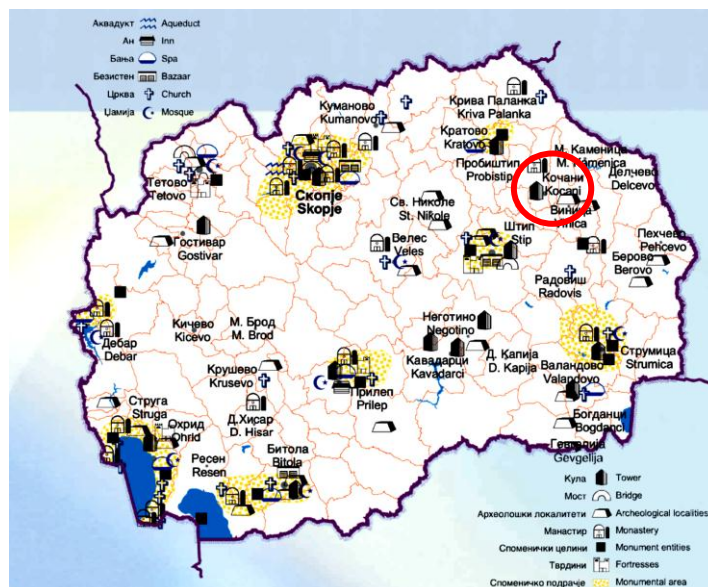 Аквадукт Aqueduct
Ан Inn
Бања Spa
Безистен Bazaar
Црква Church
Џамија Mosque
Куманово
Kumanovo
Крива Паланка
Kriva Palanka
Кратово
Kratovo
Пробиштип
Probistip
М. Каменица
M. Kamenica
Кочани
Kocani
Делчево
Delcevo
Тетово
Tetovo
Скопје
Skopje
Св. Николе
St. Nikole
Виница
Vinica
Гостивар
Gostivar
Велес
Veles
Штип
Stip
Пехчево
Pehcevo
Берово
Berovo
Радовиш
Radovis
Дебар
Debar
Кичево
Kicevo
М. Брод
M. Brod
Неготино
Negotino
Кавадарци
Kavadarci
Д. Капија
D. Kapija
Струмица
Strumica
Валандово
Valandovo
Крушево
Krusevo
Прилеп
Prilep
Струга
Struga
Охрид
Ohrid
Д.Хисар
D. Hisar
Богданци
Bogdanci
Гевгелија
Gevgelija
Ресен
Resen
Битола
Bitola
Кула Tower
Мост Bridge
Археолошки локалитети Archeological localities
Манастир Monastery
Споменички целини Monument entities
Тврдини Fortresses
Споменичко подрачје Monumental area